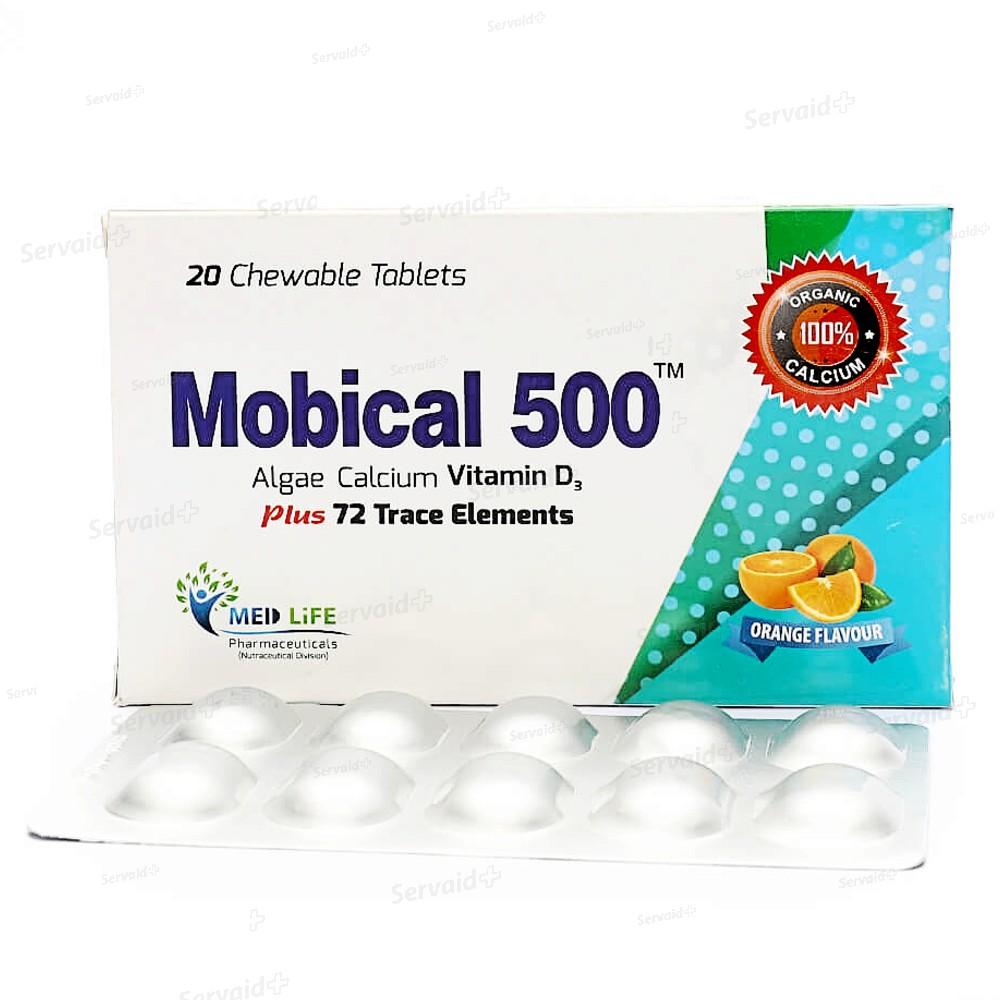 20 Chewable Tablets
ORGANIC
100%
CALCIUM
Mobical 500™
Algae Calcium Vitamin D₃
Plus 72 Trace Elements
MED LiFE
Pharmaceuticals
(Nutraceutical Division)
ORANGE FLAVOUR
Servaid